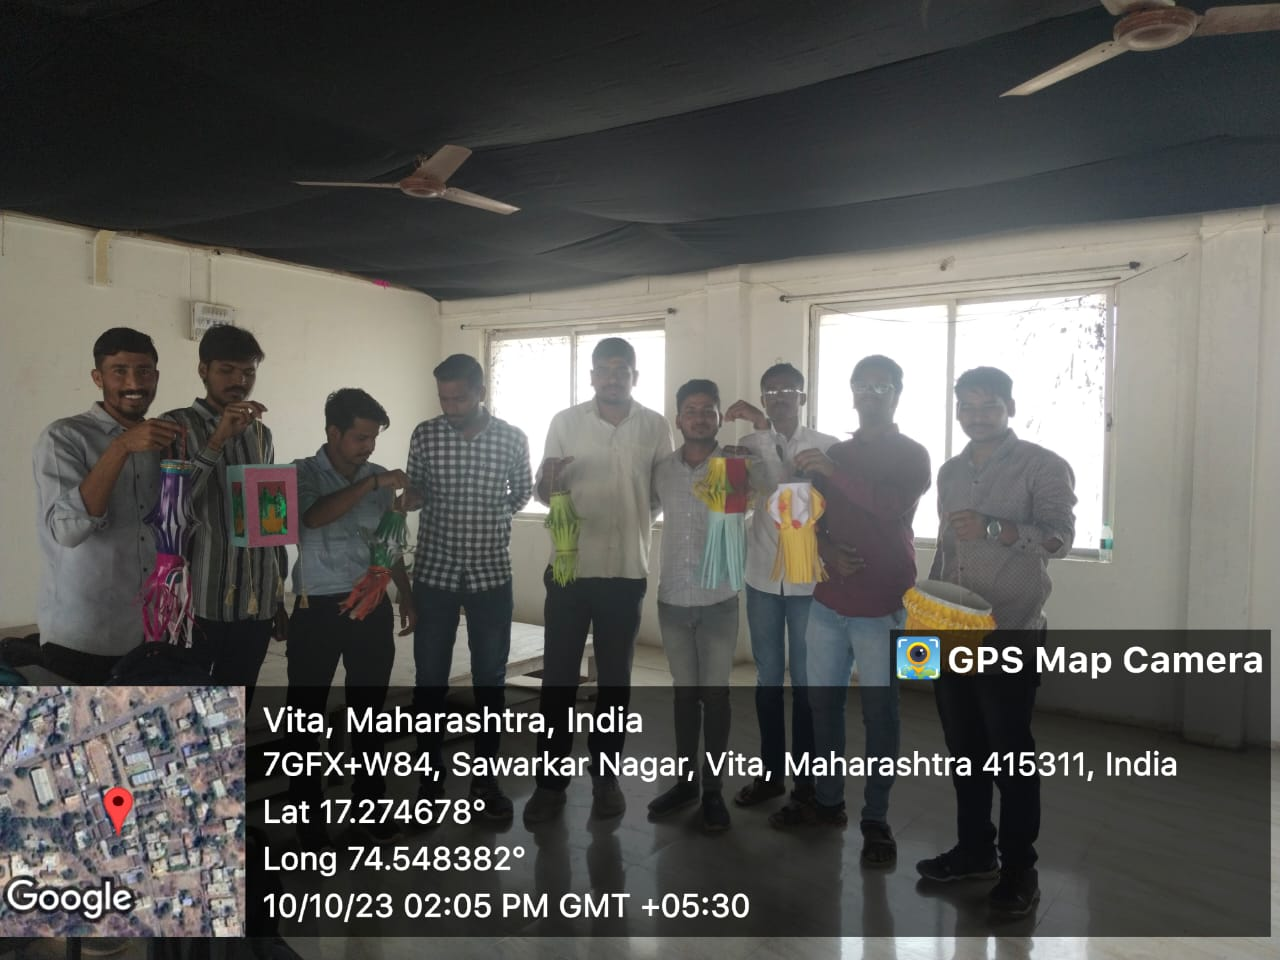 GPS Map Camera
Vita, Maharashtra, India
7GFX+W84, Sawarkar Nagar, Vita, Maharashtra 415311, India
Lat 17.274678°
Long 74.548382°
10/10/23 02:05 PM GMT +05:30
Google